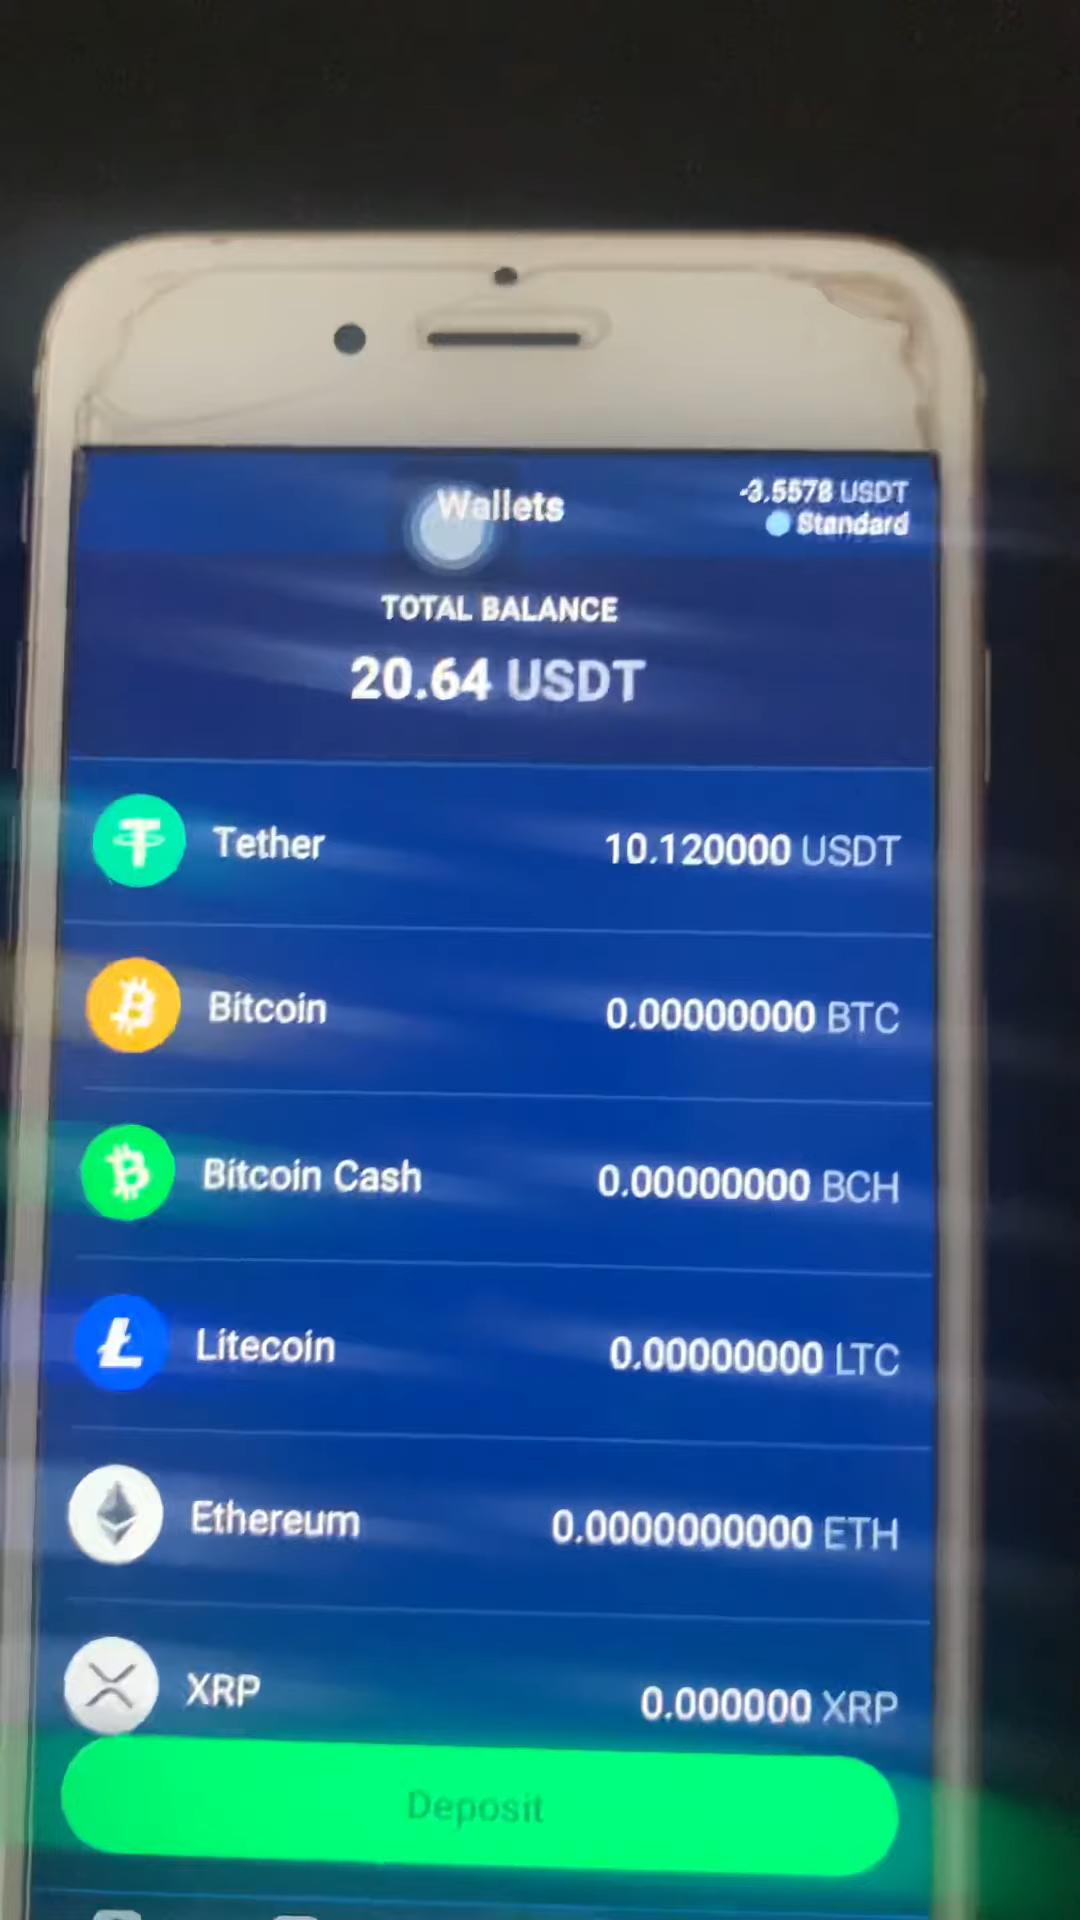 Wallets
-3.5578 USDT
Standard
TOTAL BALANCE
20.64 USDT
Tether 10.120000 USDT
Bitcoin 0.00000000 BTC
Bitcoin Cash 0.00000000 BCH
Litecoin 0.00000000 LTC
Ethereum 0.0000000000 ETH
XRP 0.000000 XRP
Deposit